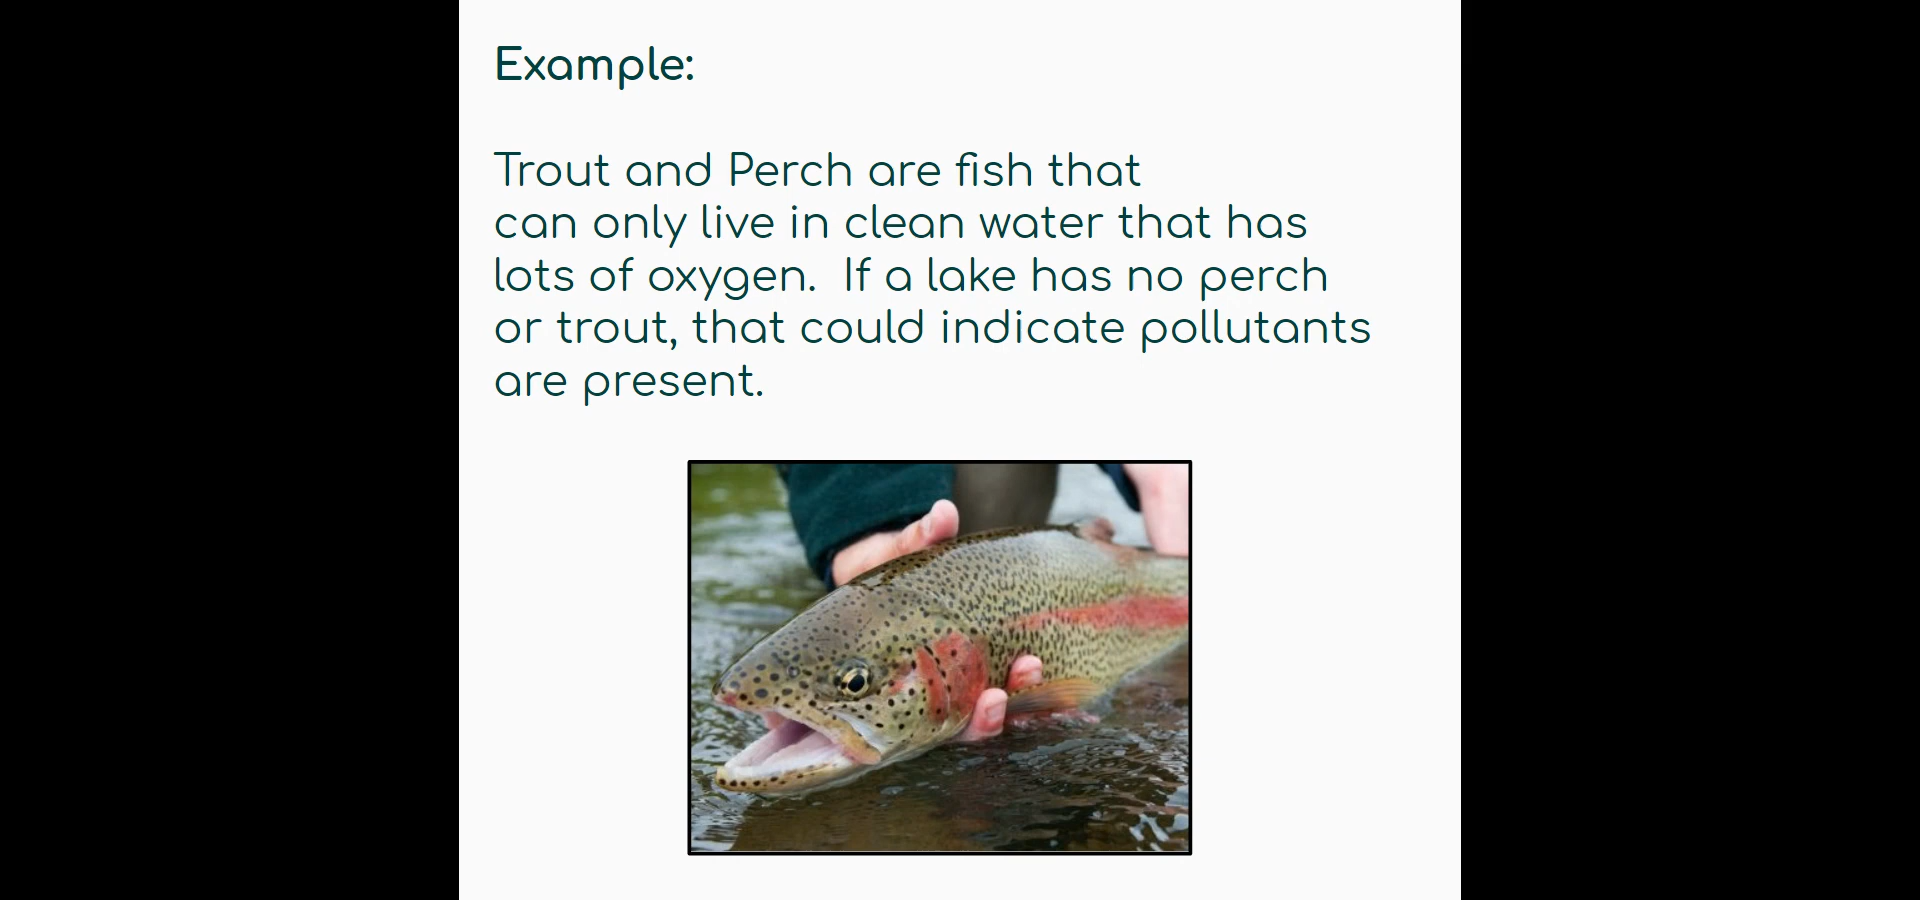 Example:
Trout and Perch are fish that
can only live in clean water that has
lots of oxygen.  If a lake has no perch
or trout, that could indicate pollutants
are present.